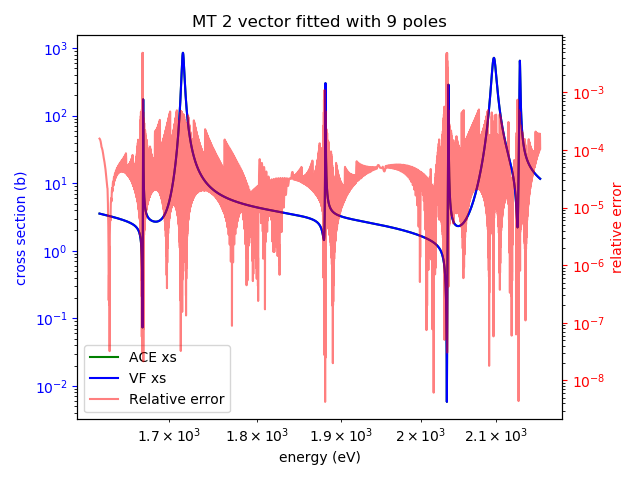 MT 2 vector fitted with 9 poles
10³
10²
10¹
10⁰
10⁻¹
10⁻²
cross section (b)
10⁻³
10⁻⁴
10⁻⁵
10⁻⁶
10⁻⁷
10⁻⁸
relative error
ACE xs
VF xs
Relative error
1.7 × 10³ 1.8 × 10³ 1.9 × 10³ 2 × 10³ 2.1 × 10³
energy (eV)